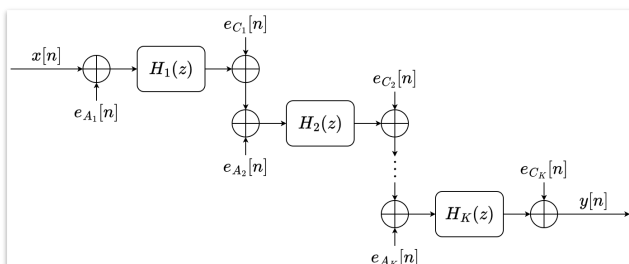 e_{C_1}[n]
x[n]
H_1(z)
e_{A_1}[n]
e_{C_2}[n]
H_2(z)
e_{A_2}[n]
e_{C_K}[n]
H_K(z)
y[n]
e_{A_K}[n]